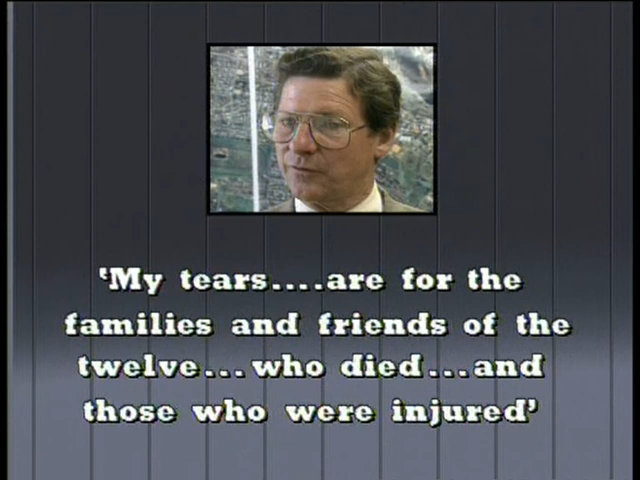 'My tears....are for the
families and friends of the
twelve...who died...and
those who were injured'